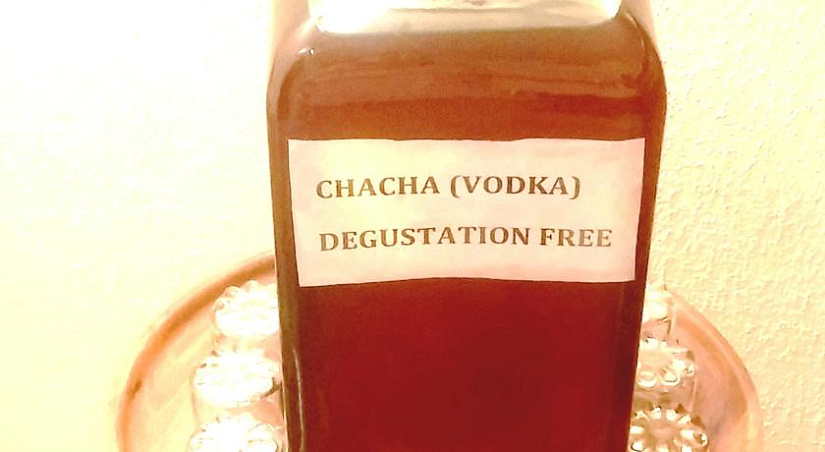 CHACHA (VODKA)
DEGUSTATION FREE